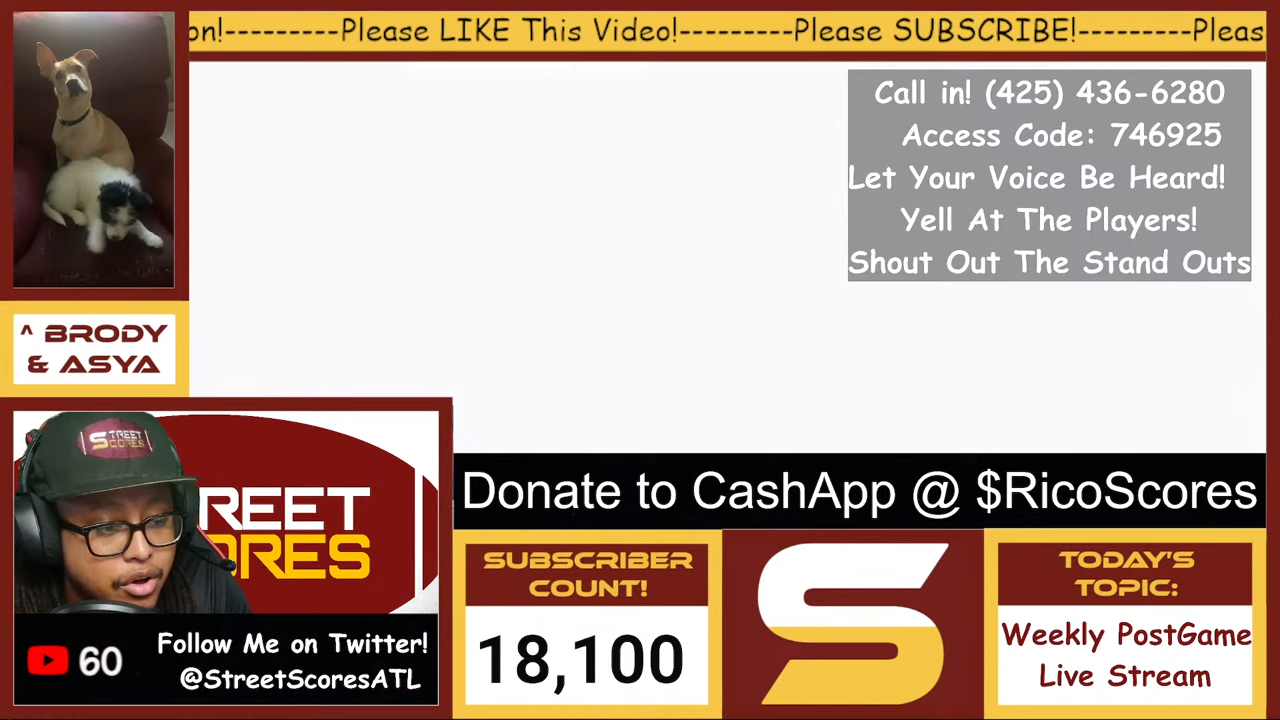 on!---------Please LIKE This Video!---------Please SUBSCRIBE!---------Pleas
Call in! (425) 436-6280
Access Code: 746925
Let Your Voice Be Heard!
Yell At The Players!
Shout Out The Stand Outs
^ BRODY
& ASYA
STREET
SCORES
REET
ORES
60
Follow Me on Twitter!
@StreetScoresATL
Donate to CashApp @ $RicoScores
SUBSCRIBER
COUNT!
18,100
S
TODAY'S
TOPIC:
Weekly PostGame
Live Stream